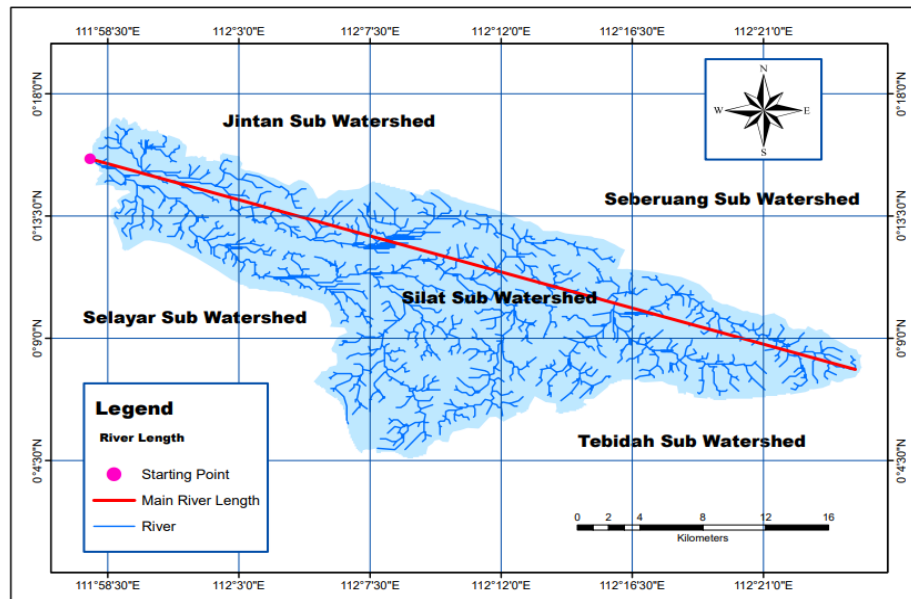 111°58'30"E 112°3'0"E 112°7'30"E 112°12'0"E 112°16'30"E 112°21'0"E
0°18'0"N 0°18'0"N
N
W E
S
Jintan Sub Watershed
Seberuang Sub Watershed
0°13'30"N 0°13'30"N
Silat Sub Watershed
Selayar Sub Watershed
0°9'0"N 0°9'0"N
Legend
River Length
Starting Point
Main River Length
River
Tebidah Sub Watershed
0°4'30"N 0°4'30"N
0 2 4 8 12 16
Kilometers
111°58'30"E 112°3'0"E 112°7'30"E 112°12'0"E 112°16'30"E 112°21'0"E